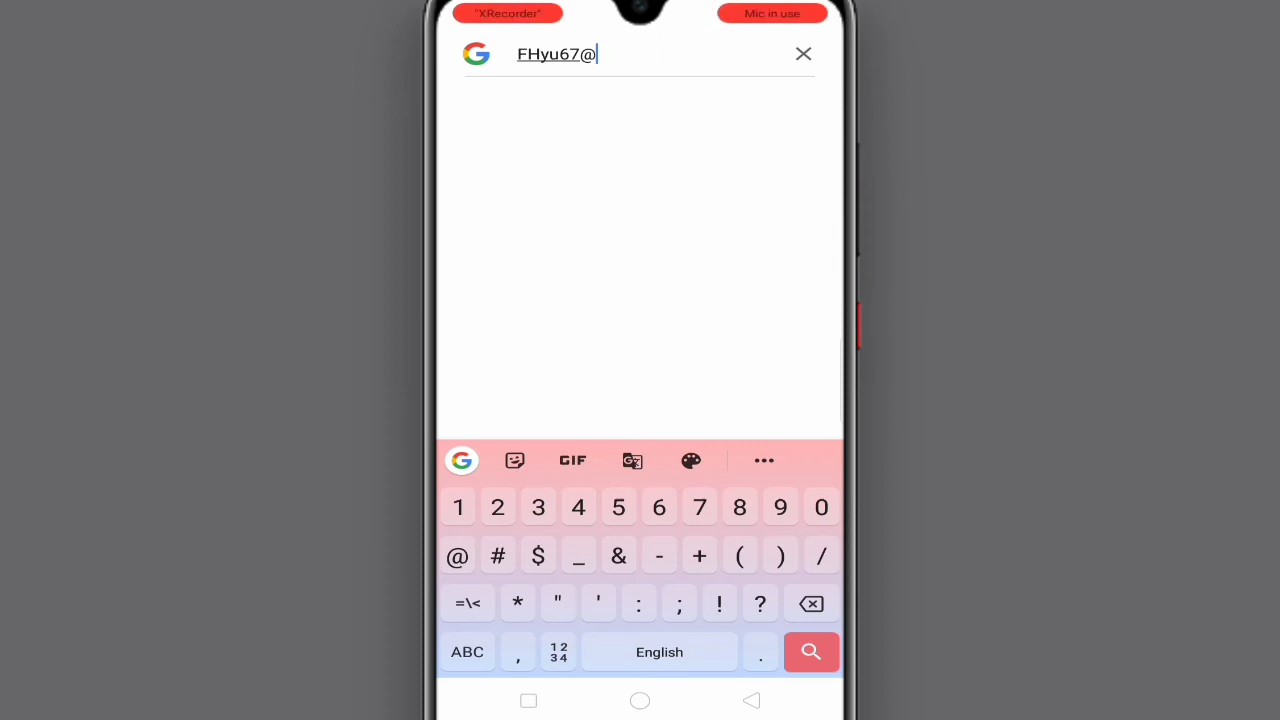 "XRecorder" Mic in use
FHyu67@
GIF
1 2 3 4 5 6 7 8 9 0
@ # $ _ & - + ( ) /
=\< * " ' : ; ! ?
ABC , 12 34 English .